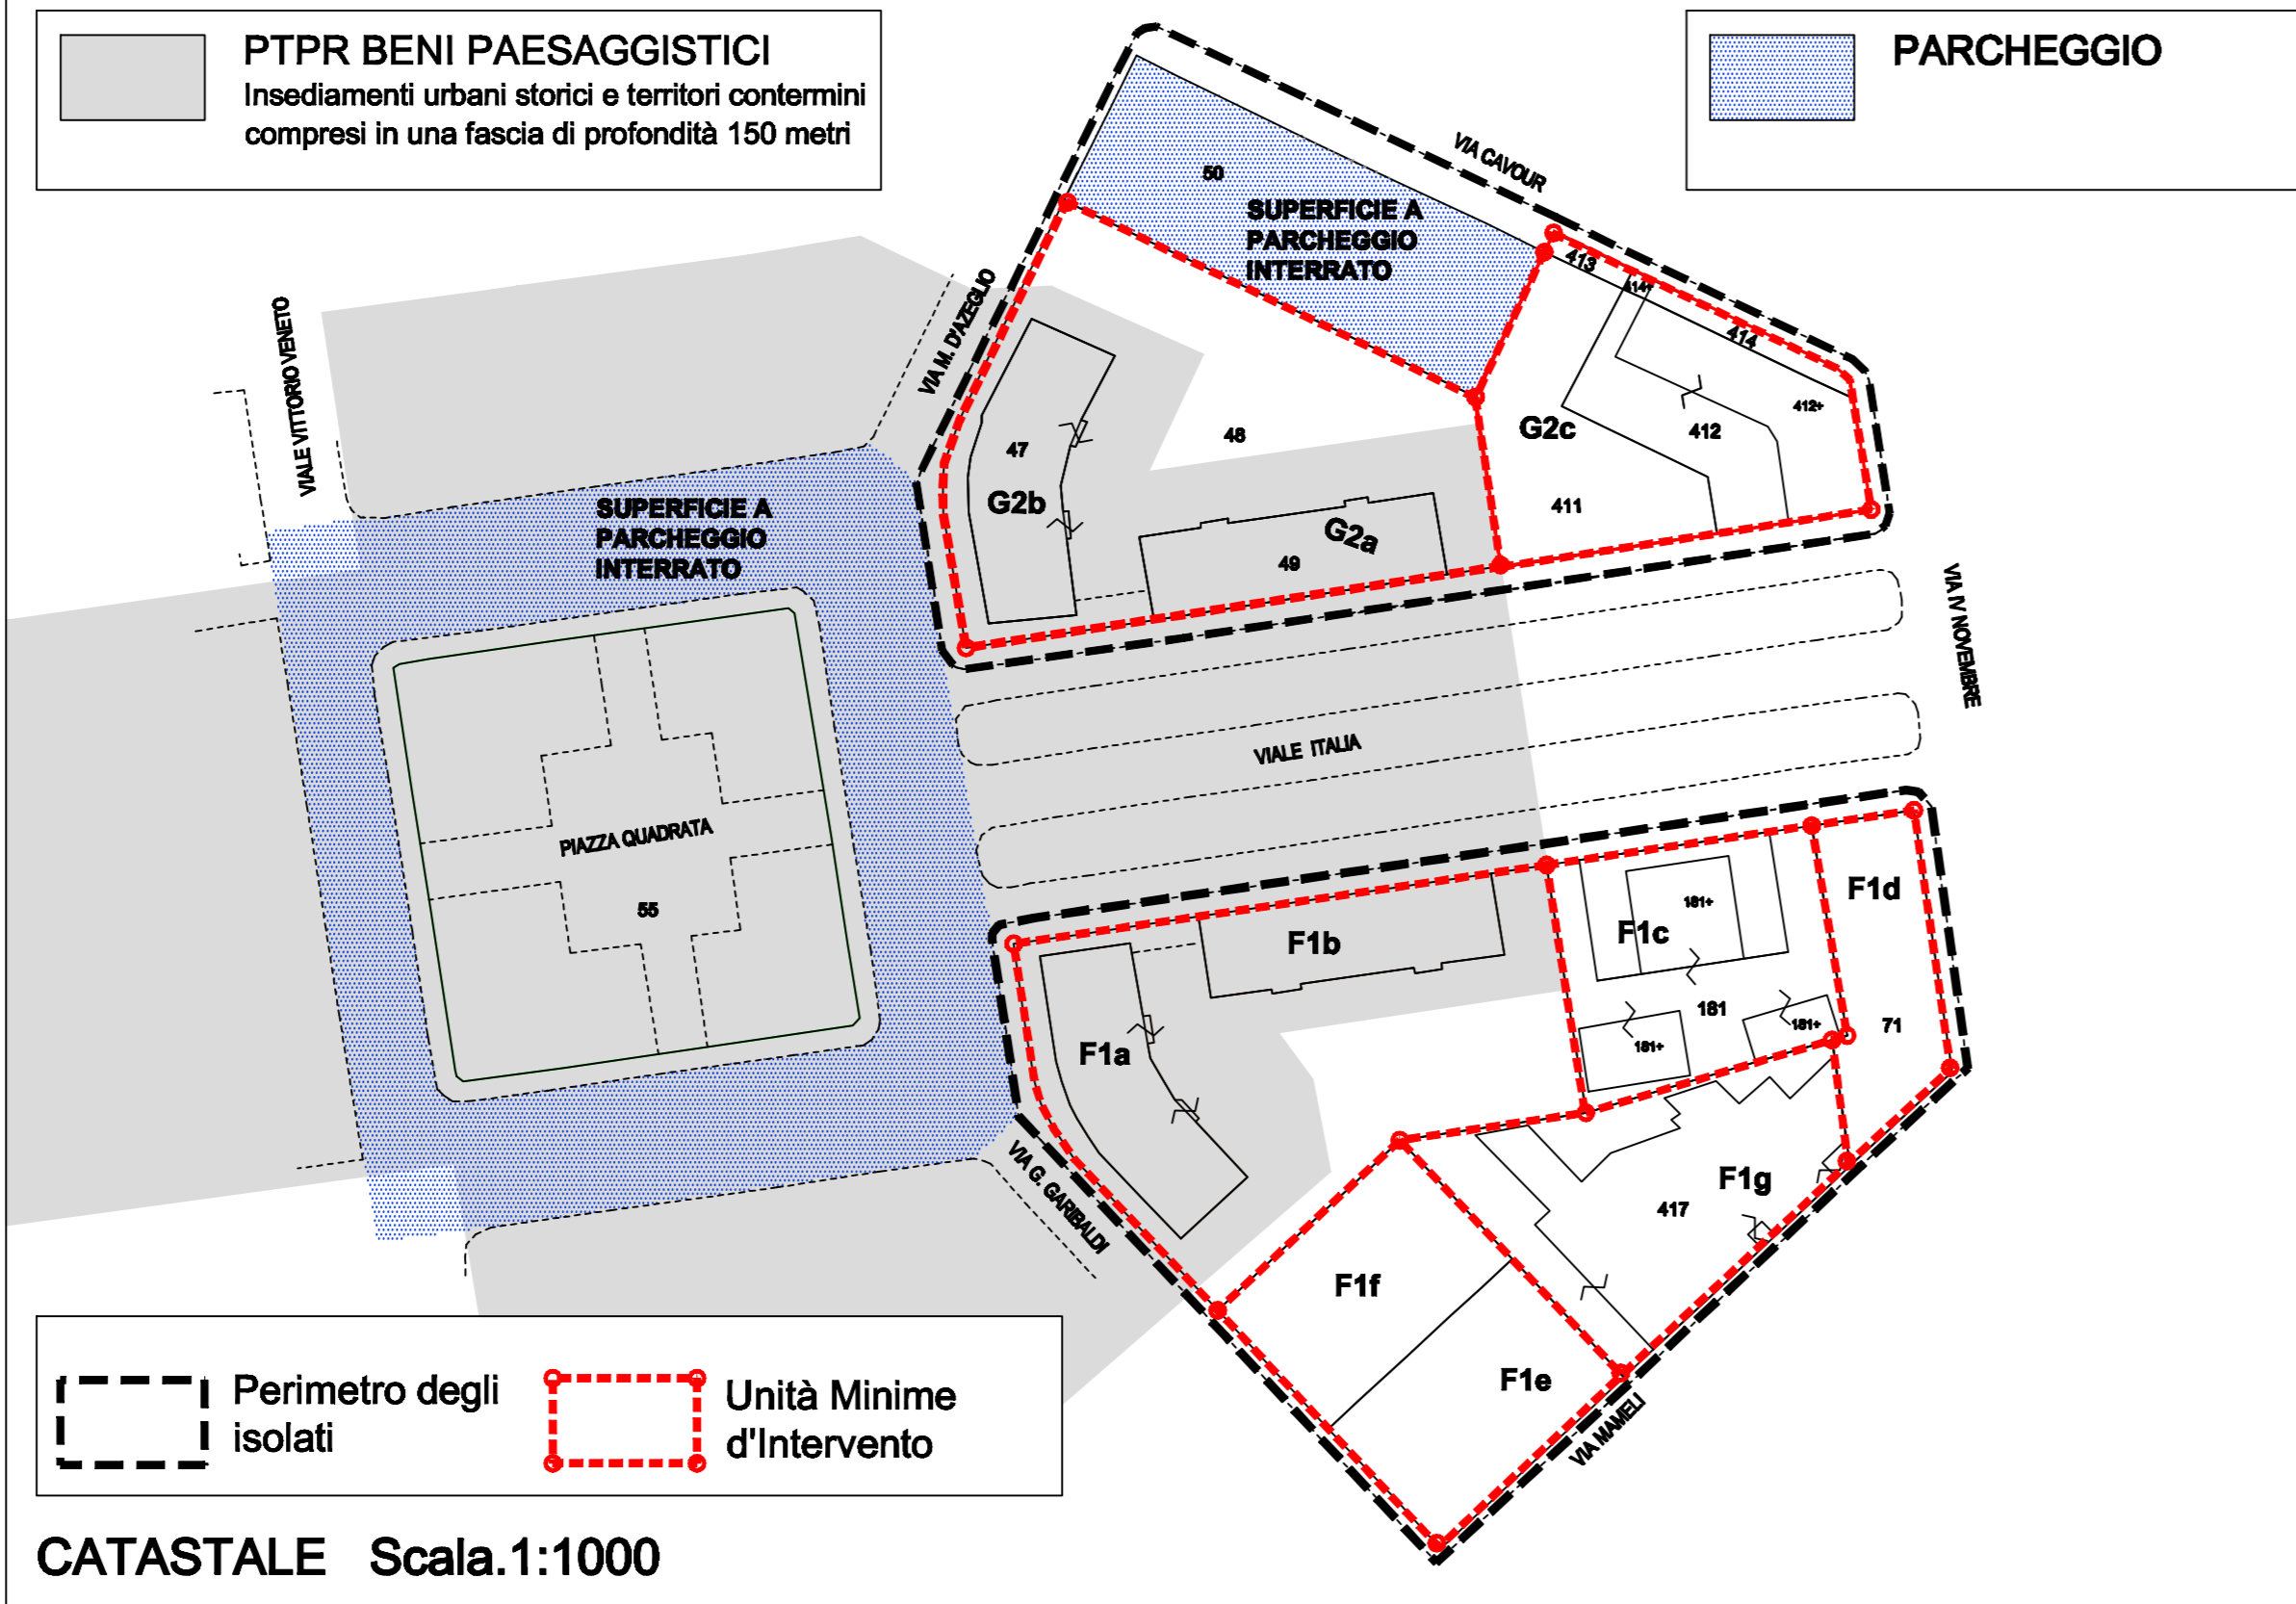 PTPR BENI PAESAGGISTICI
Insediamenti urbani storici e territori contermini
compresi in una fascia di profondità 150 metri
PARCHEGGIO
VIA CAVOUR
50
SUPERFICIE A
PARCHEGGIO
INTERRATO
413
414+
414
VIA M. D'AZEGLIO
VIALE VITTORIO VENETO
47
48
G2c
412
412+
G2b
411
G2a
49
SUPERFICIE A
PARCHEGGIO
INTERRATO
VIA IV NOVEMBRE
VIALE ITALIA
PIAZZA QUADRATA
55
F1d
181+
F1c
F1b
181
181+
181+
71
F1a
VIA G. GARIBALDI
F1g
417
F1f
F1e
VIA MAMELI
Perimetro degli
isolati
Unità Minime
d'Intervento
CATASTALE Scala.1:1000